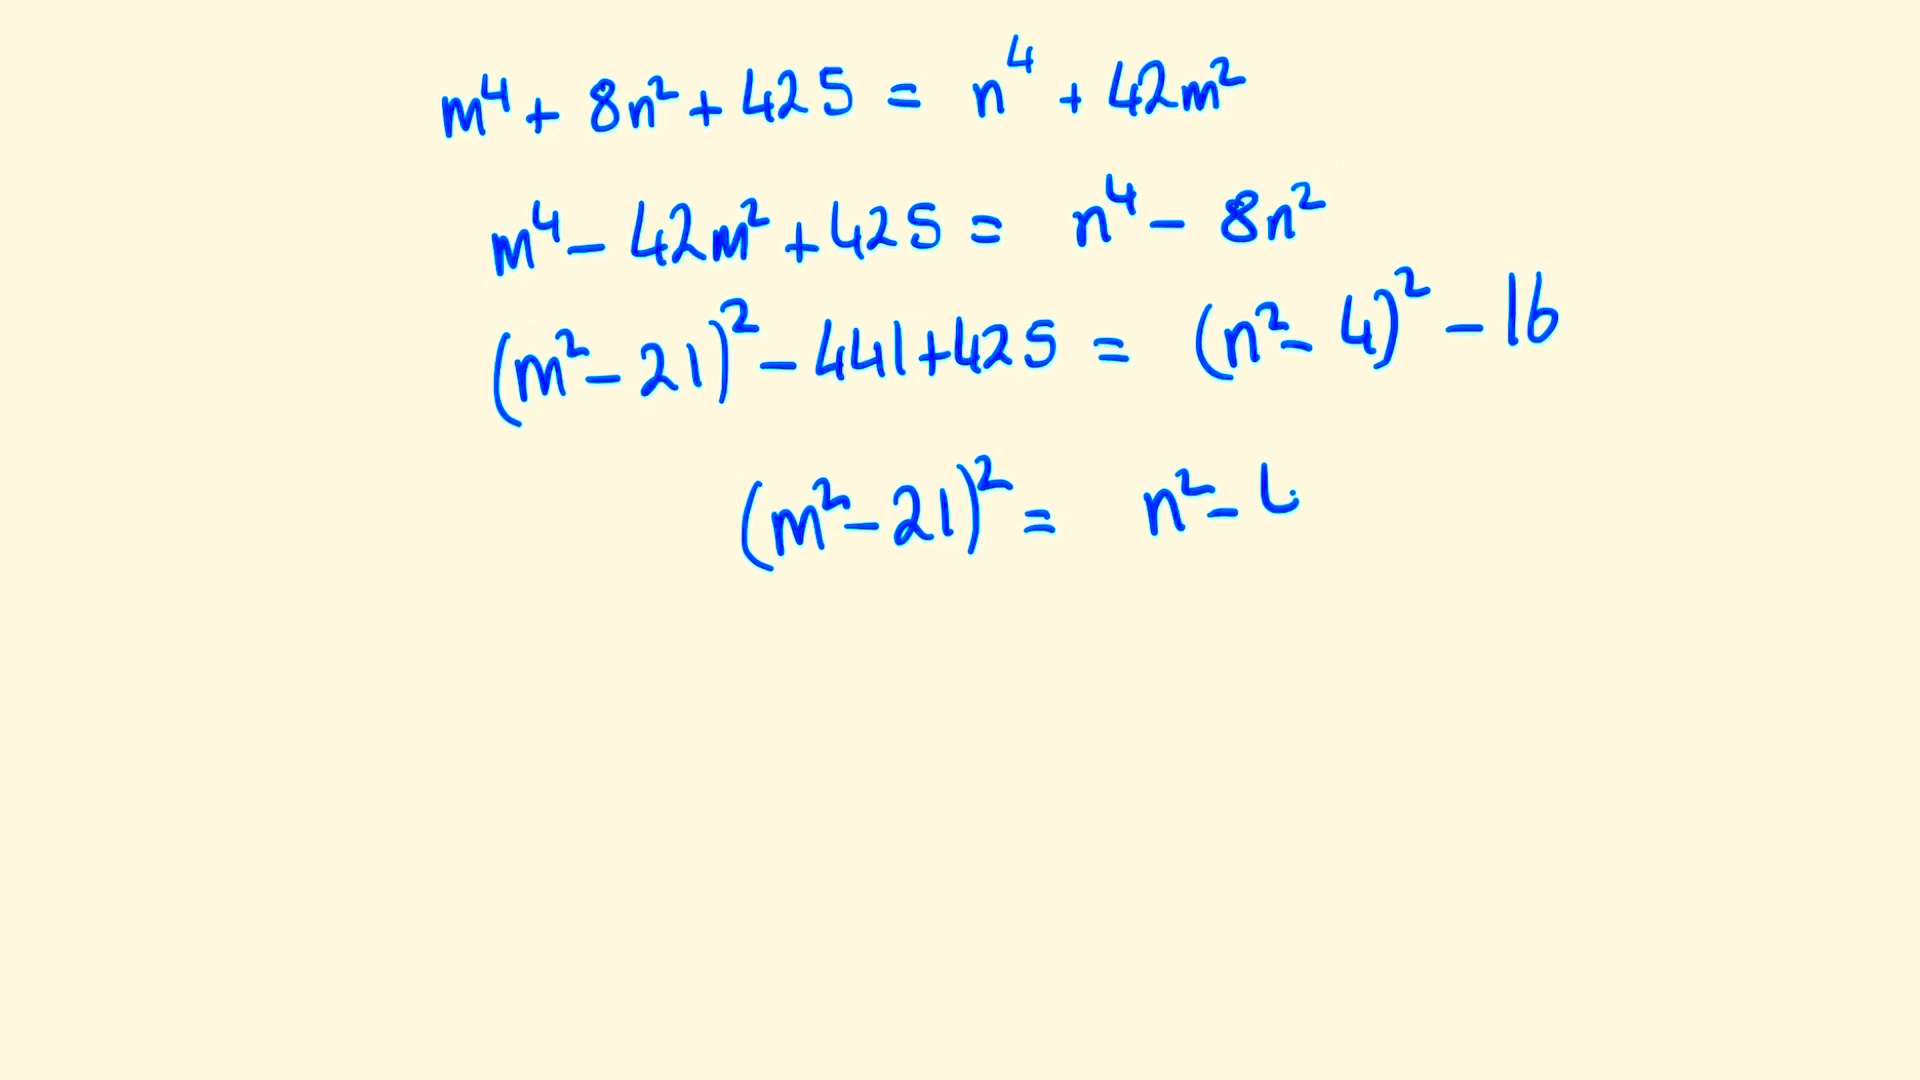 m⁴ + 8n² + 425 = n⁴ + 42m²
m⁴ - 42m² + 425 = n⁴ - 8n²
(m² - 21)² - 441 + 425 = (n² - 4)² - 16
(m² - 21)² = n² -